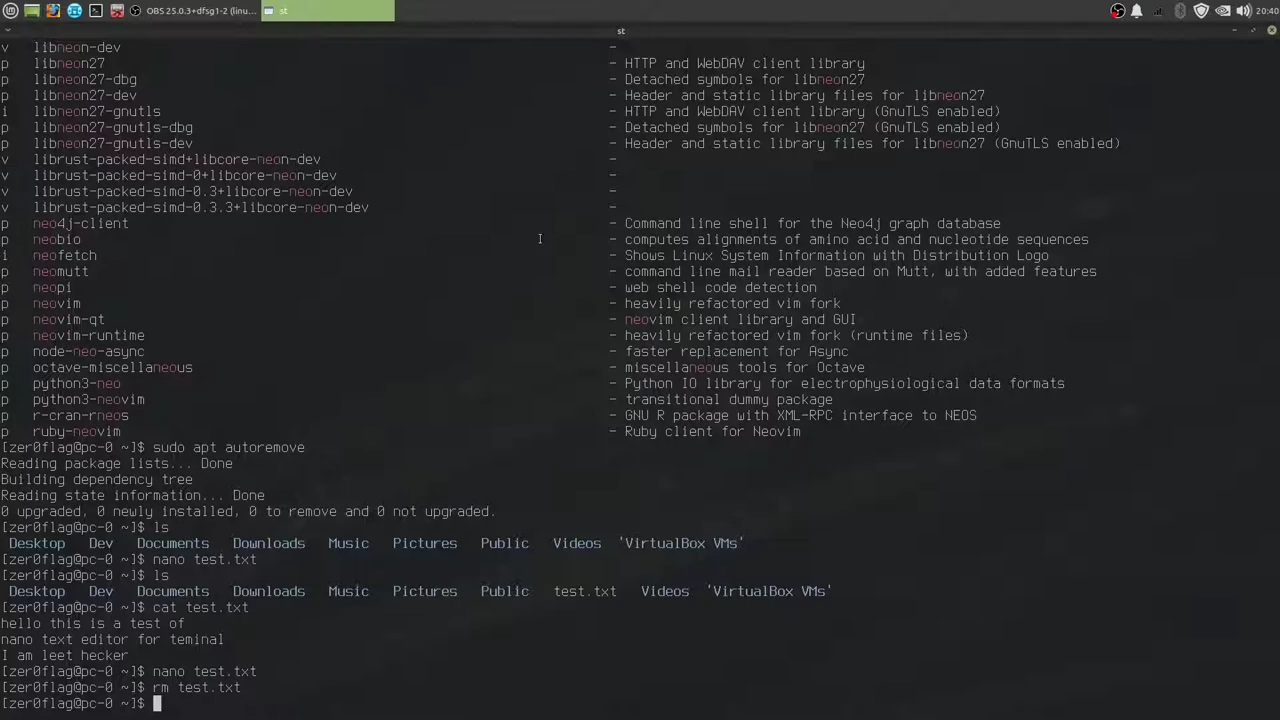 OBS 25.0.3+dfsg1-2 (linu... st 20:40
st
v libneon-dev -
p libneon27 - HTTP and WebDAV client library
p libneon27-dbg - Detached symbols for libneon27
p libneon27-dev - Header and static library files for libneon27
i libneon27-gnutls - HTTP and WebDAV client library (GnuTLS enabled)
p libneon27-gnutls-dbg - Detached symbols for libneon27 (GnuTLS enabled)
p libneon27-gnutls-dev - Header and static library files for libneon27 (GnuTLS enabled)
v librust-packed-simd+libcore-neon-dev -
v librust-packed-simd-0+libcore-neon-dev -
v librust-packed-simd-0.3+libcore-neon-dev -
v librust-packed-simd-0.3.3+libcore-neon-dev -
p neo4j-client - Command line shell for the Neo4j graph database
p neobio - computes alignments of amino acid and nucleotide sequences
i neofetch - Shows Linux System Information with Distribution Logo
p neomutt - command line mail reader based on Mutt, with added features
p neopi - web shell code detection
p neovim - heavily refactored vim fork
p neovim-qt - neovim client library and GUI
p neovim-runtime - heavily refactored vim fork (runtime files)
p node-neo-async - faster replacement for Async
p octave-miscellaneous - miscellaneous tools for Octave
p python3-neo - Python IO library for electrophysiological data formats
p python3-neovim - transitional dummy package
p r-cran-rneos - GNU R package with XML-RPC interface to NEOS
p ruby-neovim - Ruby client for Neovim
[zer0flag@pc-0 ~]$ sudo apt autoremove
Reading package lists... Done
Building dependency tree
Reading state information... Done
0 upgraded, 0 newly installed, 0 to remove and 0 not upgraded.
[zer0flag@pc-0 ~]$ ls
Desktop Dev Documents Downloads Music Pictures Public Videos 'VirtualBox VMs'
[zer0flag@pc-0 ~]$ nano test.txt
[zer0flag@pc-0 ~]$ ls
Desktop Dev Documents Downloads Music Pictures Public test.txt Videos 'VirtualBox VMs'
[zer0flag@pc-0 ~]$ cat test.txt
hello this is a test of
nano text editor for teminal
I am leet hecker
[zer0flag@pc-0 ~]$ nano test.txt
[zer0flag@pc-0 ~]$ rm test.txt
[zer0flag@pc-0 ~]$